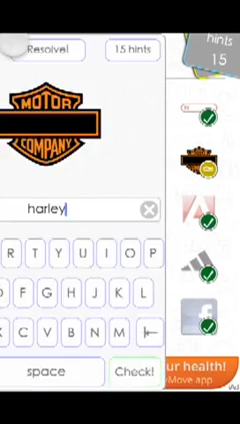 hints
15
Resolve!
15 hints
MOTOR
COMPANY
harley
R T Y U I O P
F G H J K L
C V B N M
space
Check!
ur health!
Move app